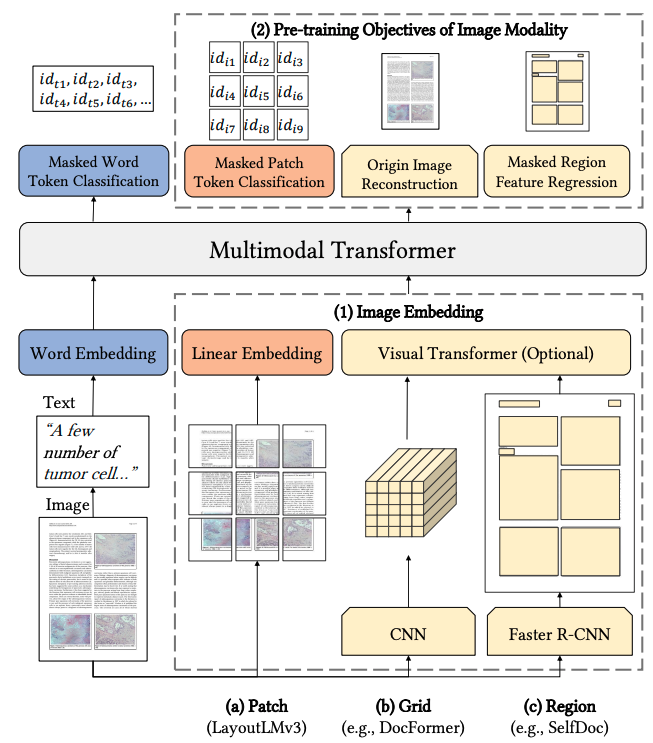 (2) Pre-training Objectives of Image Modality
id_t1, id_t2, id_t3,
id_t4, id_t5, id_t6, ...
id_i1 id_i2 id_i3
id_i4 id_i5 id_i6
id_i7 id_i8 id_i9
Masked Word
Token Classification
Masked Patch
Token Classification
Origin Image
Reconstruction
Masked Region
Feature Regression
Multimodal Transformer
(1) Image Embedding
Word Embedding
Linear Embedding
Visual Transformer (Optional)
Text
“A few
number of
tumor cell...”
Image
CNN
Faster R-CNN
(a) Patch
(LayoutLMv3)
(b) Grid
(e.g., DocFormer)
(c) Region
(e.g., SelfDoc)